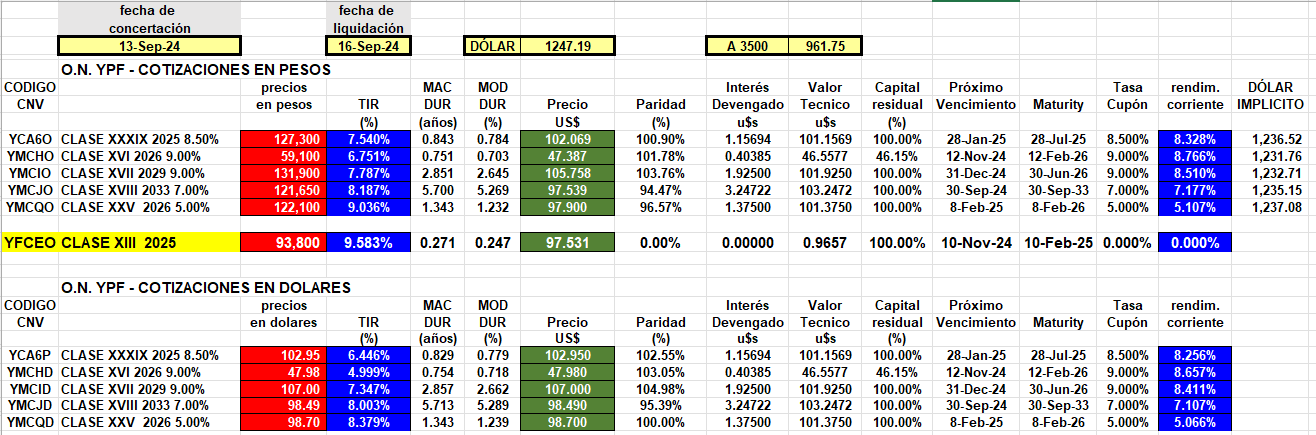 fecha de fecha de
concertación liquidación
13-Sep-24 16-Sep-24 DÓLAR 1247.19 A 3500 961.75
O.N. YPF - COTIZACIONES EN PESOS
CODIGO precios MAC MOD Interés Valor Capital Próximo Tasa rendim. DÓLAR
CNV en pesos TIR DUR DUR Precio Paridad Devengado Tecnico residual Vencimiento Maturity Cupón corriente IMPLICITO
(%) (años) (%) US$ (%) u$s u$s (%)
YCA6O CLASE XXXIX 2025 8.50% 127,300 7.540% 0.843 0.784 102.069 100.90% 1.15694 101.1569 100.00% 28-Jan-25 28-Jul-25 8.500% 8.328% 1,236.52
YMCHO CLASE XVI 2026 9.00% 59,100 6.751% 0.751 0.703 47.387 101.78% 0.40385 46.5577 46.15% 12-Nov-24 12-Feb-26 9.000% 8.766% 1,231.76
YMCIO CLASE XVII 2029 9.00% 131,900 7.787% 2.851 2.645 105.758 103.76% 1.92500 101.9250 100.00% 31-Dec-24 30-Jun-26 9.000% 8.510% 1,232.71
YMCJO CLASE XVIII 2033 7.00% 121,650 8.187% 5.700 5.269 97.539 94.47% 3.24722 103.2472 100.00% 30-Sep-24 30-Sep-33 7.000% 7.177% 1,235.15
YMCQO CLASE XXV 2026 5.00% 122,100 9.036% 1.343 1.232 97.900 96.57% 1.37500 101.3750 100.00% 8-Feb-25 8-Feb-26 5.000% 5.107% 1,237.08
YFCEO CLASE XIII 2025 93,800 9.583% 0.271 0.247 97.531 0.00% 0.00000 0.9657 100.00% 10-Nov-24 10-Feb-25 0.000% 0.000%
O.N. YPF - COTIZACIONES EN DOLARES
CODIGO precios MAC MOD Interés Valor Capital Próximo Tasa rendim.
CNV en dolares TIR DUR DUR Precio Paridad Devengado Tecnico residual Vencimiento Maturity Cupón corriente
(%) (años) (%) US$ (%) u$s u$s (%)
YCA6P CLASE XXXIX 2025 8.50% 102.95 6.446% 0.829 0.779 102.950 102.55% 1.15694 101.1569 100.00% 28-Jan-25 28-Jul-25 8.500% 8.256%
YMCHD CLASE XVI 2026 9.00% 47.98 4.999% 0.754 0.718 47.980 103.05% 0.40385 46.5577 46.15% 12-Nov-24 12-Feb-26 9.000% 8.657%
YMCID CLASE XVII 2029 9.00% 107.00 7.347% 2.857 2.662 107.000 104.98% 1.92500 101.9250 100.00% 31-Dec-24 30-Jun-26 9.000% 8.411%
YMCJD CLASE XVIII 2033 7.00% 98.49 8.003% 5.713 5.289 98.490 95.39% 3.24722 103.2472 100.00% 30-Sep-24 30-Sep-33 7.000% 7.107%
YMCQD CLASE XXV 2026 5.00% 98.70 8.379% 1.343 1.239 98.700 100.00% 1.37500 101.3750 100.00% 8-Feb-25 8-Feb-26 5.000% 5.066%